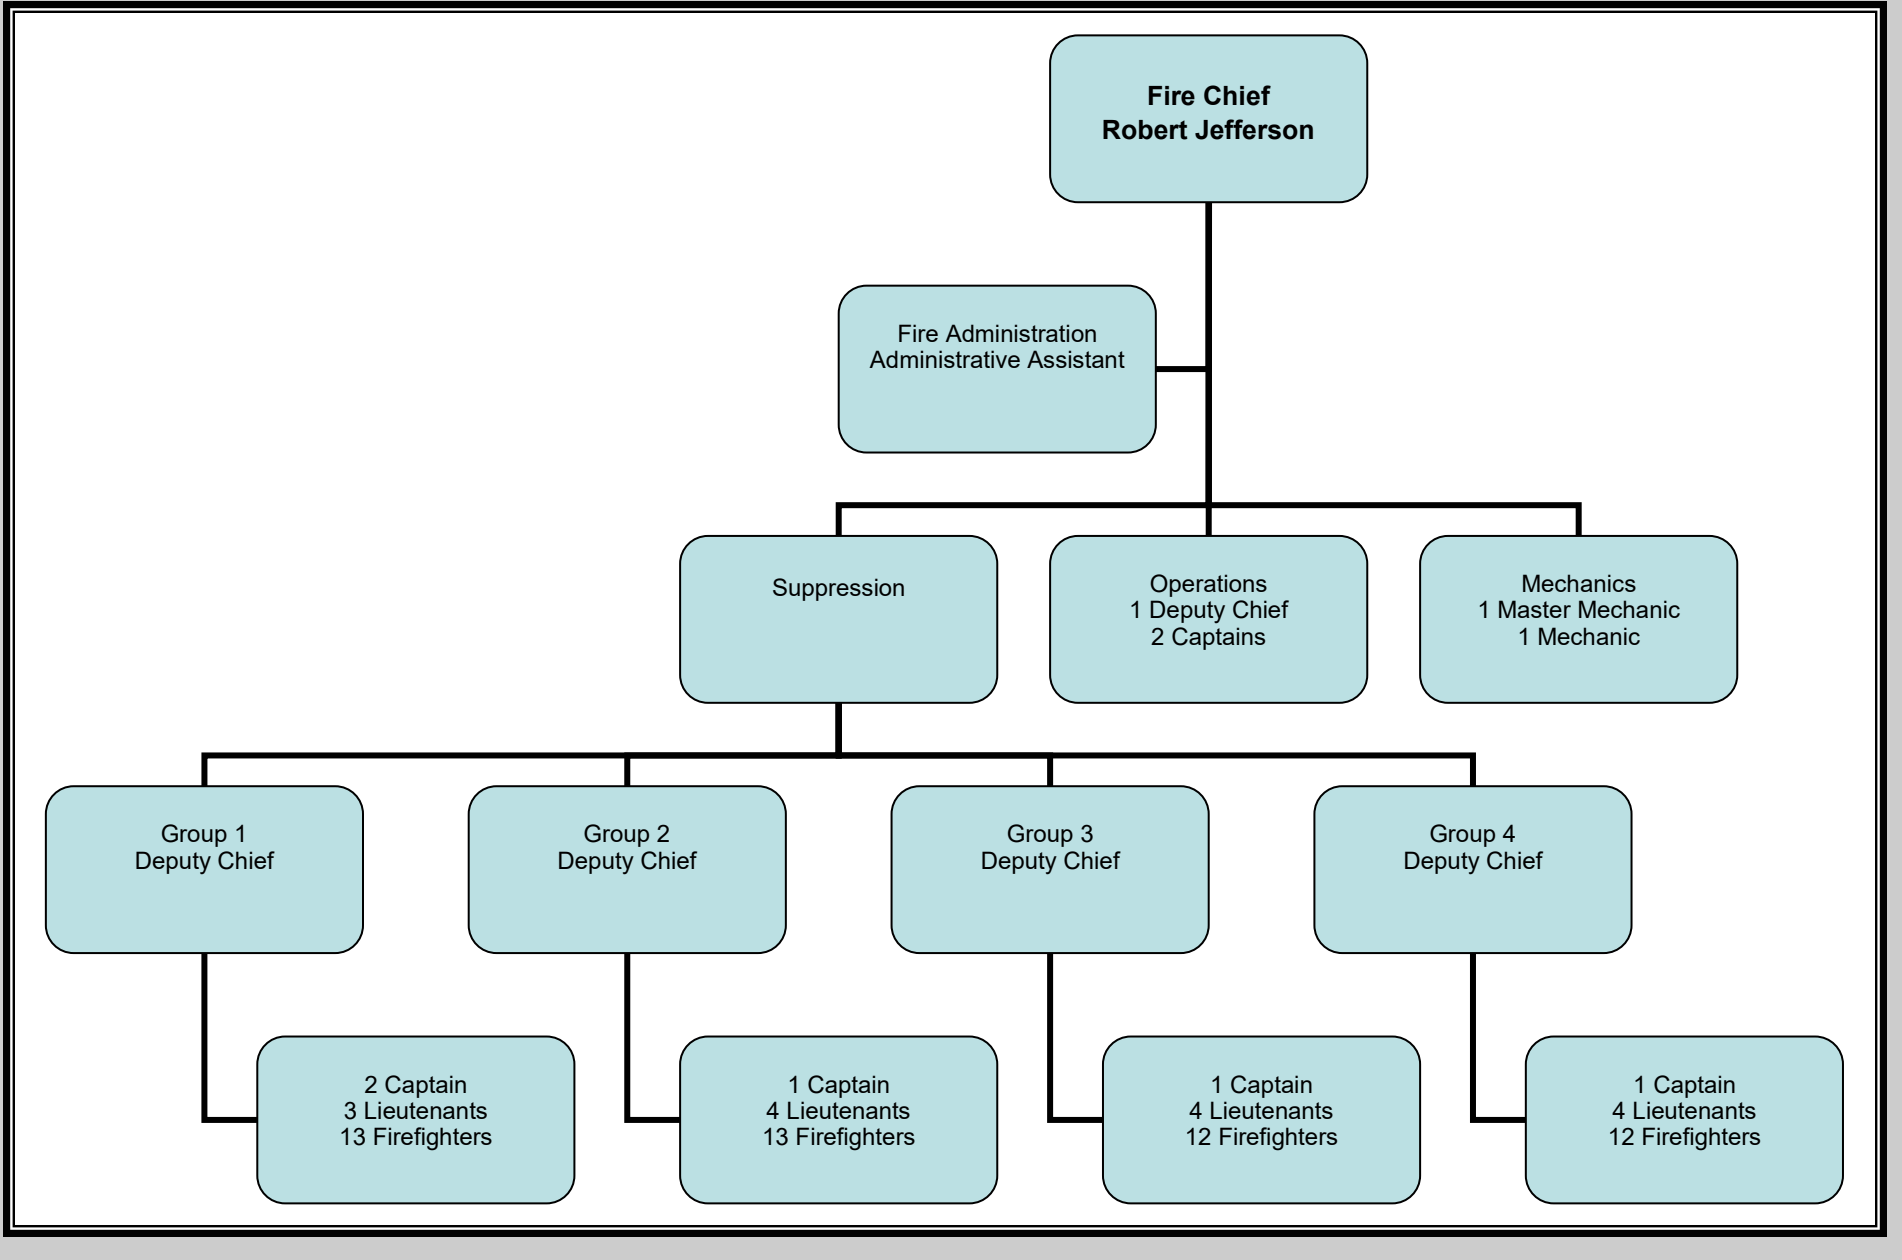 Fire Chief
Robert Jefferson
Fire Administration
Administrative Assistant
Suppression
Operations
1 Deputy Chief
2 Captains
Mechanics
1 Master Mechanic
1 Mechanic
Group 1
Deputy Chief
Group 2
Deputy Chief
Group 3
Deputy Chief
Group 4
Deputy Chief
2 Captain
3 Lieutenants
13 Firefighters
1 Captain
4 Lieutenants
13 Firefighters
1 Captain
4 Lieutenants
12 Firefighters
1 Captain
4 Lieutenants
12 Firefighters